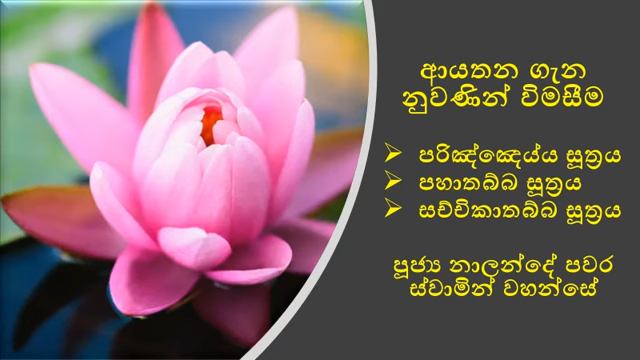 ආයතන ගැන
නුවණින් විමසීම
➢ පරිඤ්ඤෙය්ය සූත්‍රය
➢ පහාතබ්බ සූත්‍රය
➢ සච්චිකාතබ්බ සූත්‍රය
පූජ්‍ය නාලන්දේ පවර
ස්වාමින් වහන්සේ